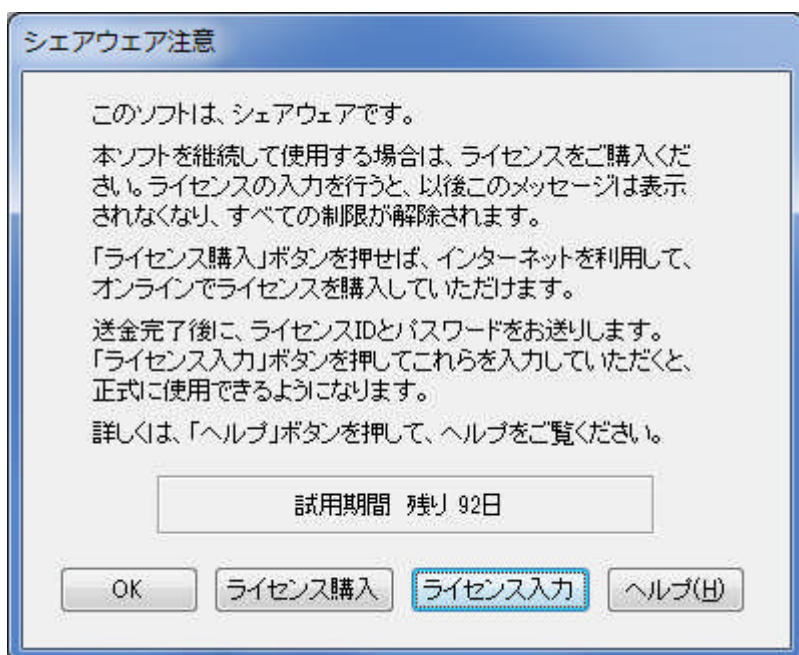 シェアウェア注意
このソフトは、シェアウェアです。
本ソフトを継続して使用する場合は、ライセンスをご購入くだ
さい。ライセンスの入力を行うと、以後このメッセージは表示
されなくなり、すべての制限が解除されます。
「ライセンス購入」ボタンを押せば、インターネットを利用して、
オンラインでライセンスを購入していただけます。
送金完了後に、ライセンスIDとパスワードをお送りします。
「ライセンス入力」ボタンを押してこれらを入力していただくと、
正式に使用できるようになります。
詳しくは、「ヘルプ」ボタンを押して、ヘルプをご覧ください。
試用期間 残り 92日
OK ライセンス購入 ライセンス入力 ヘルプ(H)